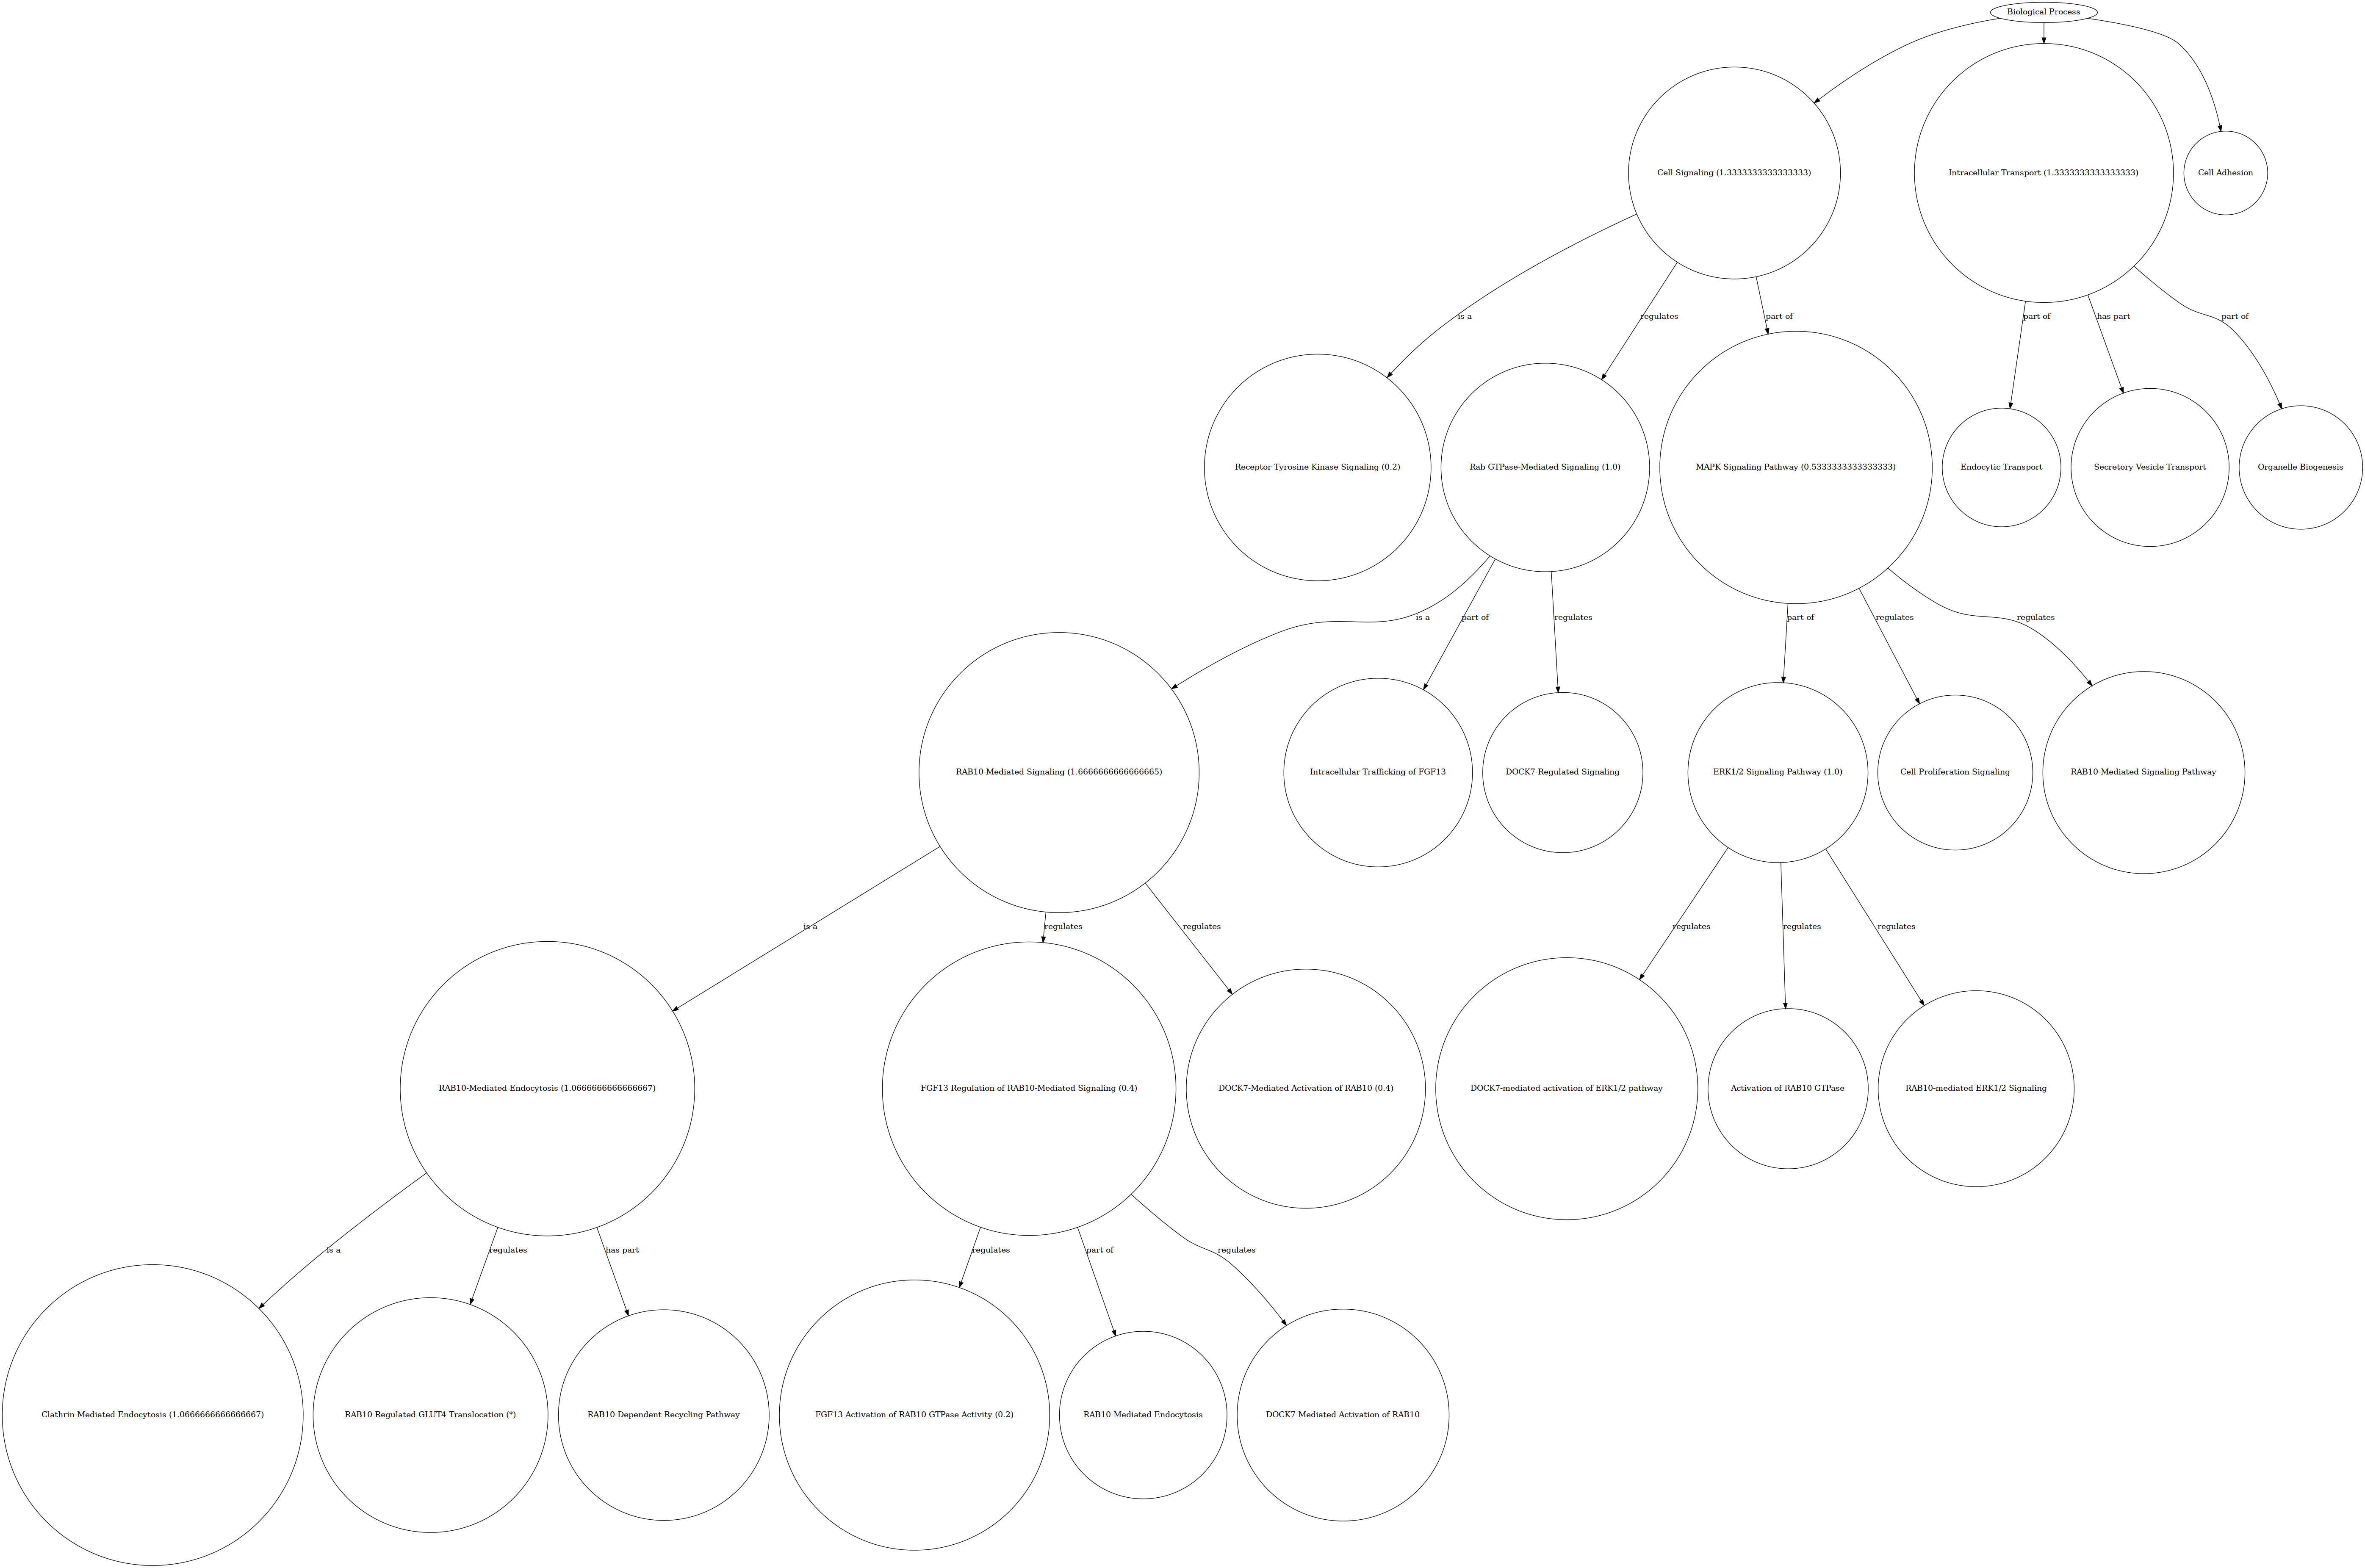 Biological Process
Cell Signaling (1.3333333333333333)
Intracellular Transport (1.3333333333333333)
Cell Adhesion
is a
regulates
part of
part of
has part
part of
Receptor Tyrosine Kinase Signaling (0.2)
Rab GTPase-Mediated Signaling (1.0)
MAPK Signaling Pathway (0.5333333333333333)
Endocytic Transport
Secretory Vesicle Transport
Organelle Biogenesis
is a
part of
regulates
part of
regulates
regulates
RAB10-Mediated Signaling (1.6666666666666665)
Intracellular Trafficking of FGF13
DOCK7-Regulated Signaling
ERK1/2 Signaling Pathway (1.0)
Cell Proliferation Signaling
RAB10-Mediated Signaling Pathway
is a
regulates
regulates
regulates
regulates
regulates
RAB10-Mediated Endocytosis (1.0666666666666667)
FGF13 Regulation of RAB10-Mediated Signaling (0.4)
DOCK7-Mediated Activation of RAB10 (0.4)
DOCK7-mediated activation of ERK1/2 pathway
Activation of RAB10 GTPase
RAB10-mediated ERK1/2 Signaling
is a
regulates
has part
regulates
part of
regulates
Clathrin-Mediated Endocytosis (1.0666666666666667)
RAB10-Regulated GLUT4 Translocation (*)
RAB10-Dependent Recycling Pathway
FGF13 Activation of RAB10 GTPase Activity (0.2)
RAB10-Mediated Endocytosis
DOCK7-Mediated Activation of RAB10